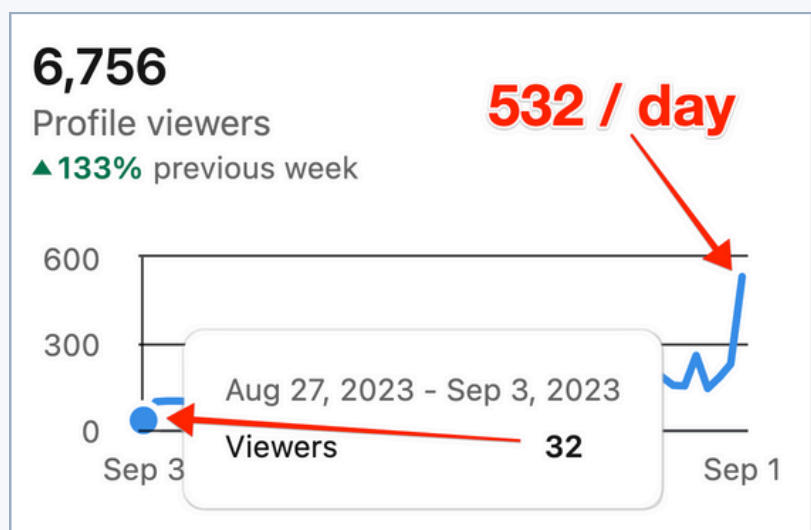 6,756
Profile viewers
532 / day
▲133% previous week
600
300
0
Aug 27, 2023 - Sep 3, 2023
Viewers 32
Sep 3
Sep 1